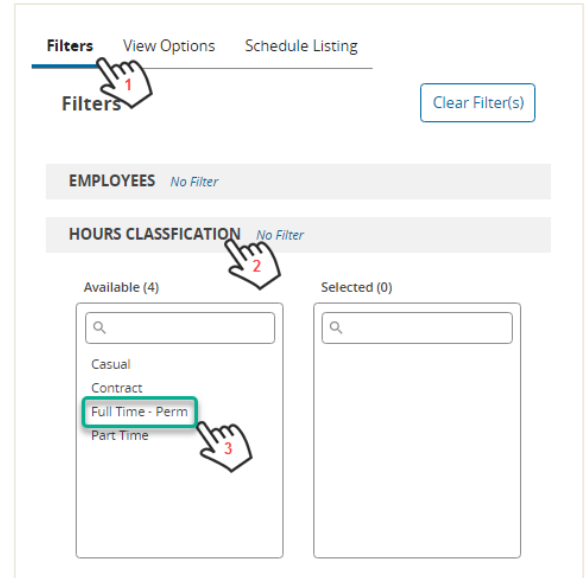 Filters View Options Schedule Listing
1
Filters Clear Filter(s)
EMPLOYEES No Filter
HOURS CLASSFICATION No Filter
2
Available (4) Selected (0)
Casual
Contract
Full Time - Perm
Part Time
3